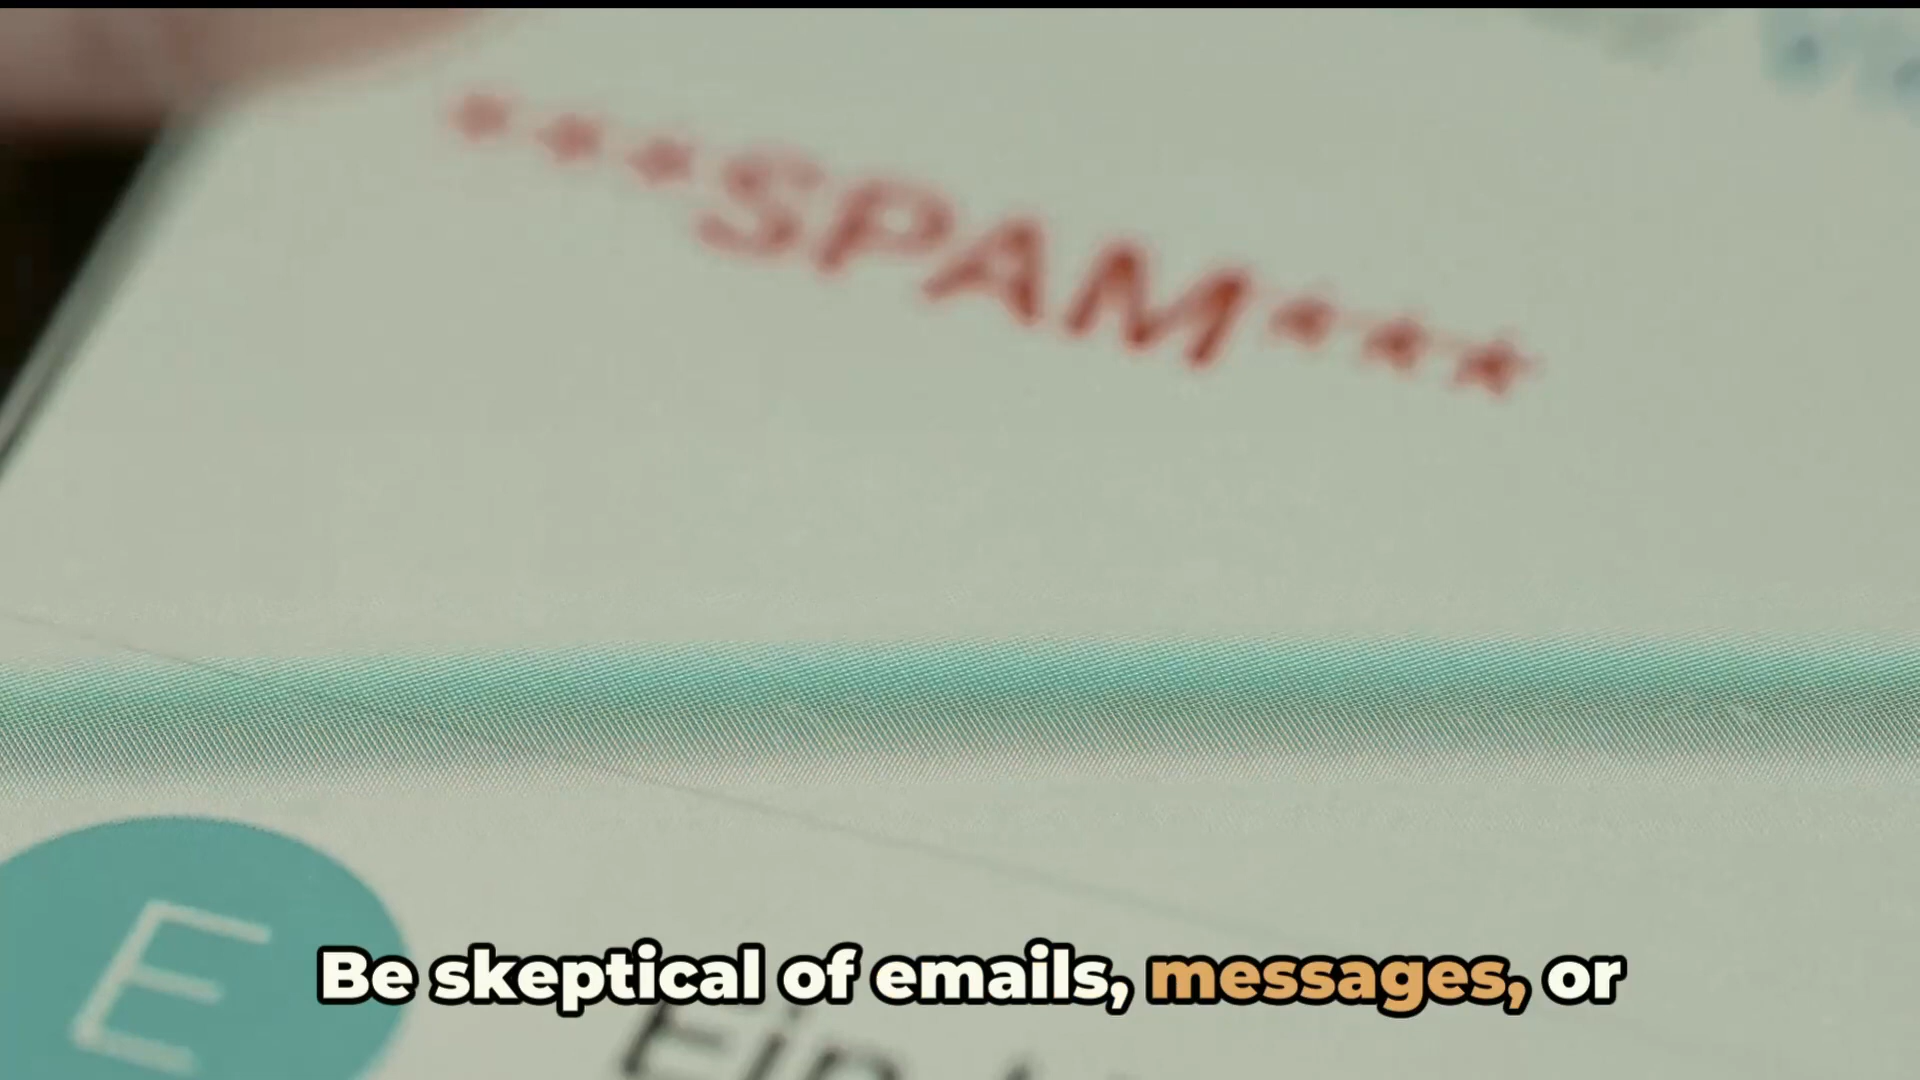 ***SPAM***
E
Be skeptical of emails, messages, or